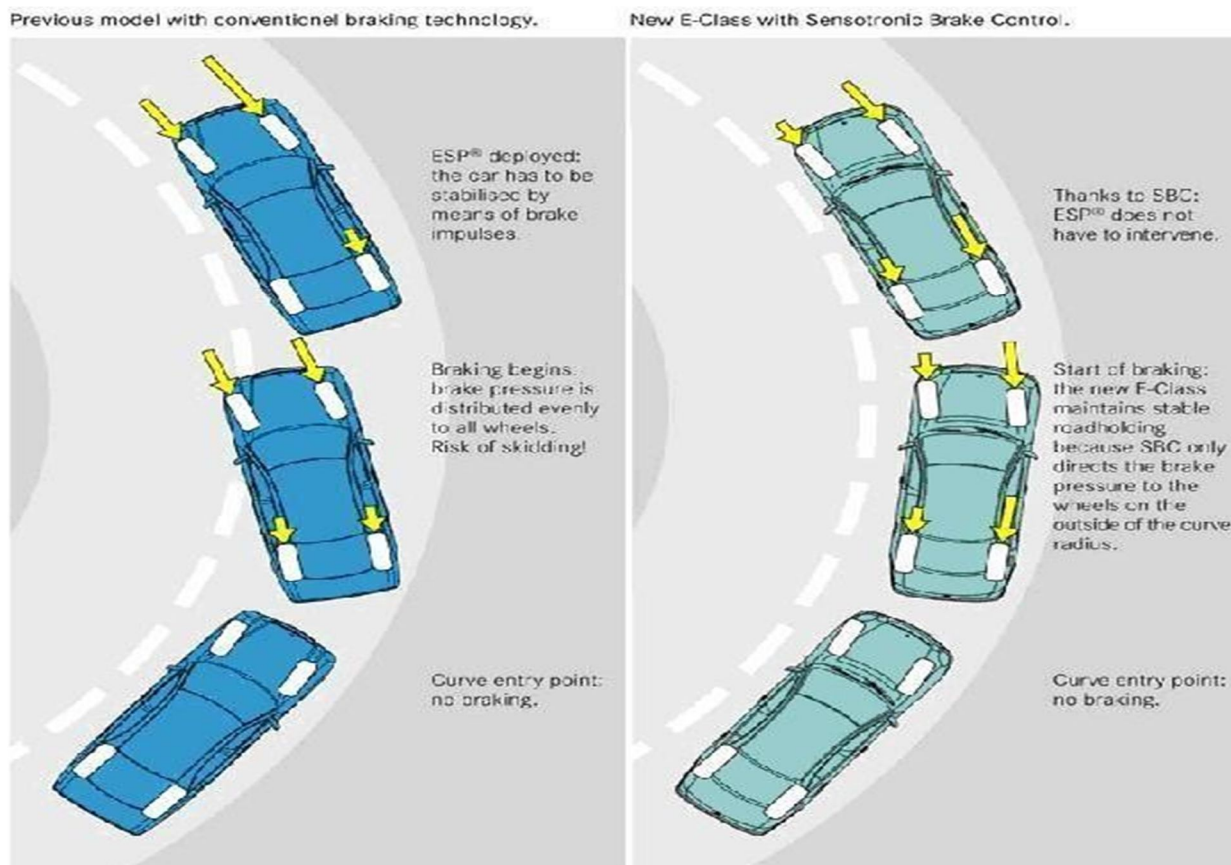 Previous model with conventionel braking technology.
New E-Class with Sensotronic Brake Control.
ESP® deployed:
the car has to be
stabilised by
means of brake
impulses.
Braking begins:
brake pressure is
distributed evenly
to all wheels.
Risk of skidding!
Curve entry point:
no braking.
Thanks to SBC:
ESP® does not
have to intervene.
Start of braking:
the new E-Class
maintains stable
roadholding
because SBC only
directs the brake
pressure to the
wheels on the
outside of the curve
radius.
Curve entry point:
no braking.